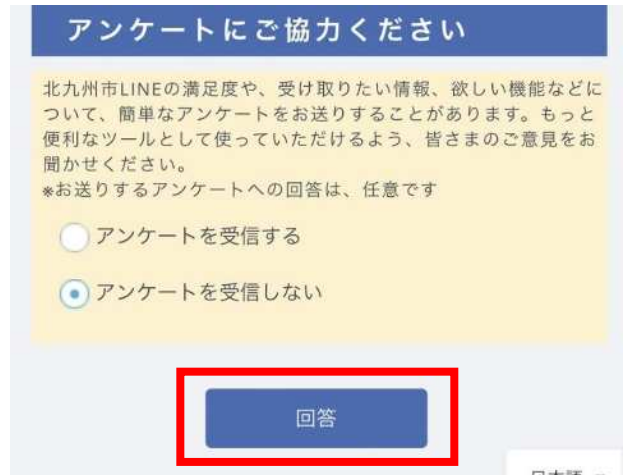 アンケートにご協力ください
北九州市LINEの満足度や、受け取りたい情報、欲しい機能などに
ついて、簡単なアンケートをお送りすることがあります。もっと
便利なツールとして使っていただけるよう、皆さまのご意見をお
聞かせください。
*お送りするアンケートへの回答は、任意です
アンケートを受信する
アンケートを受信しない
回答